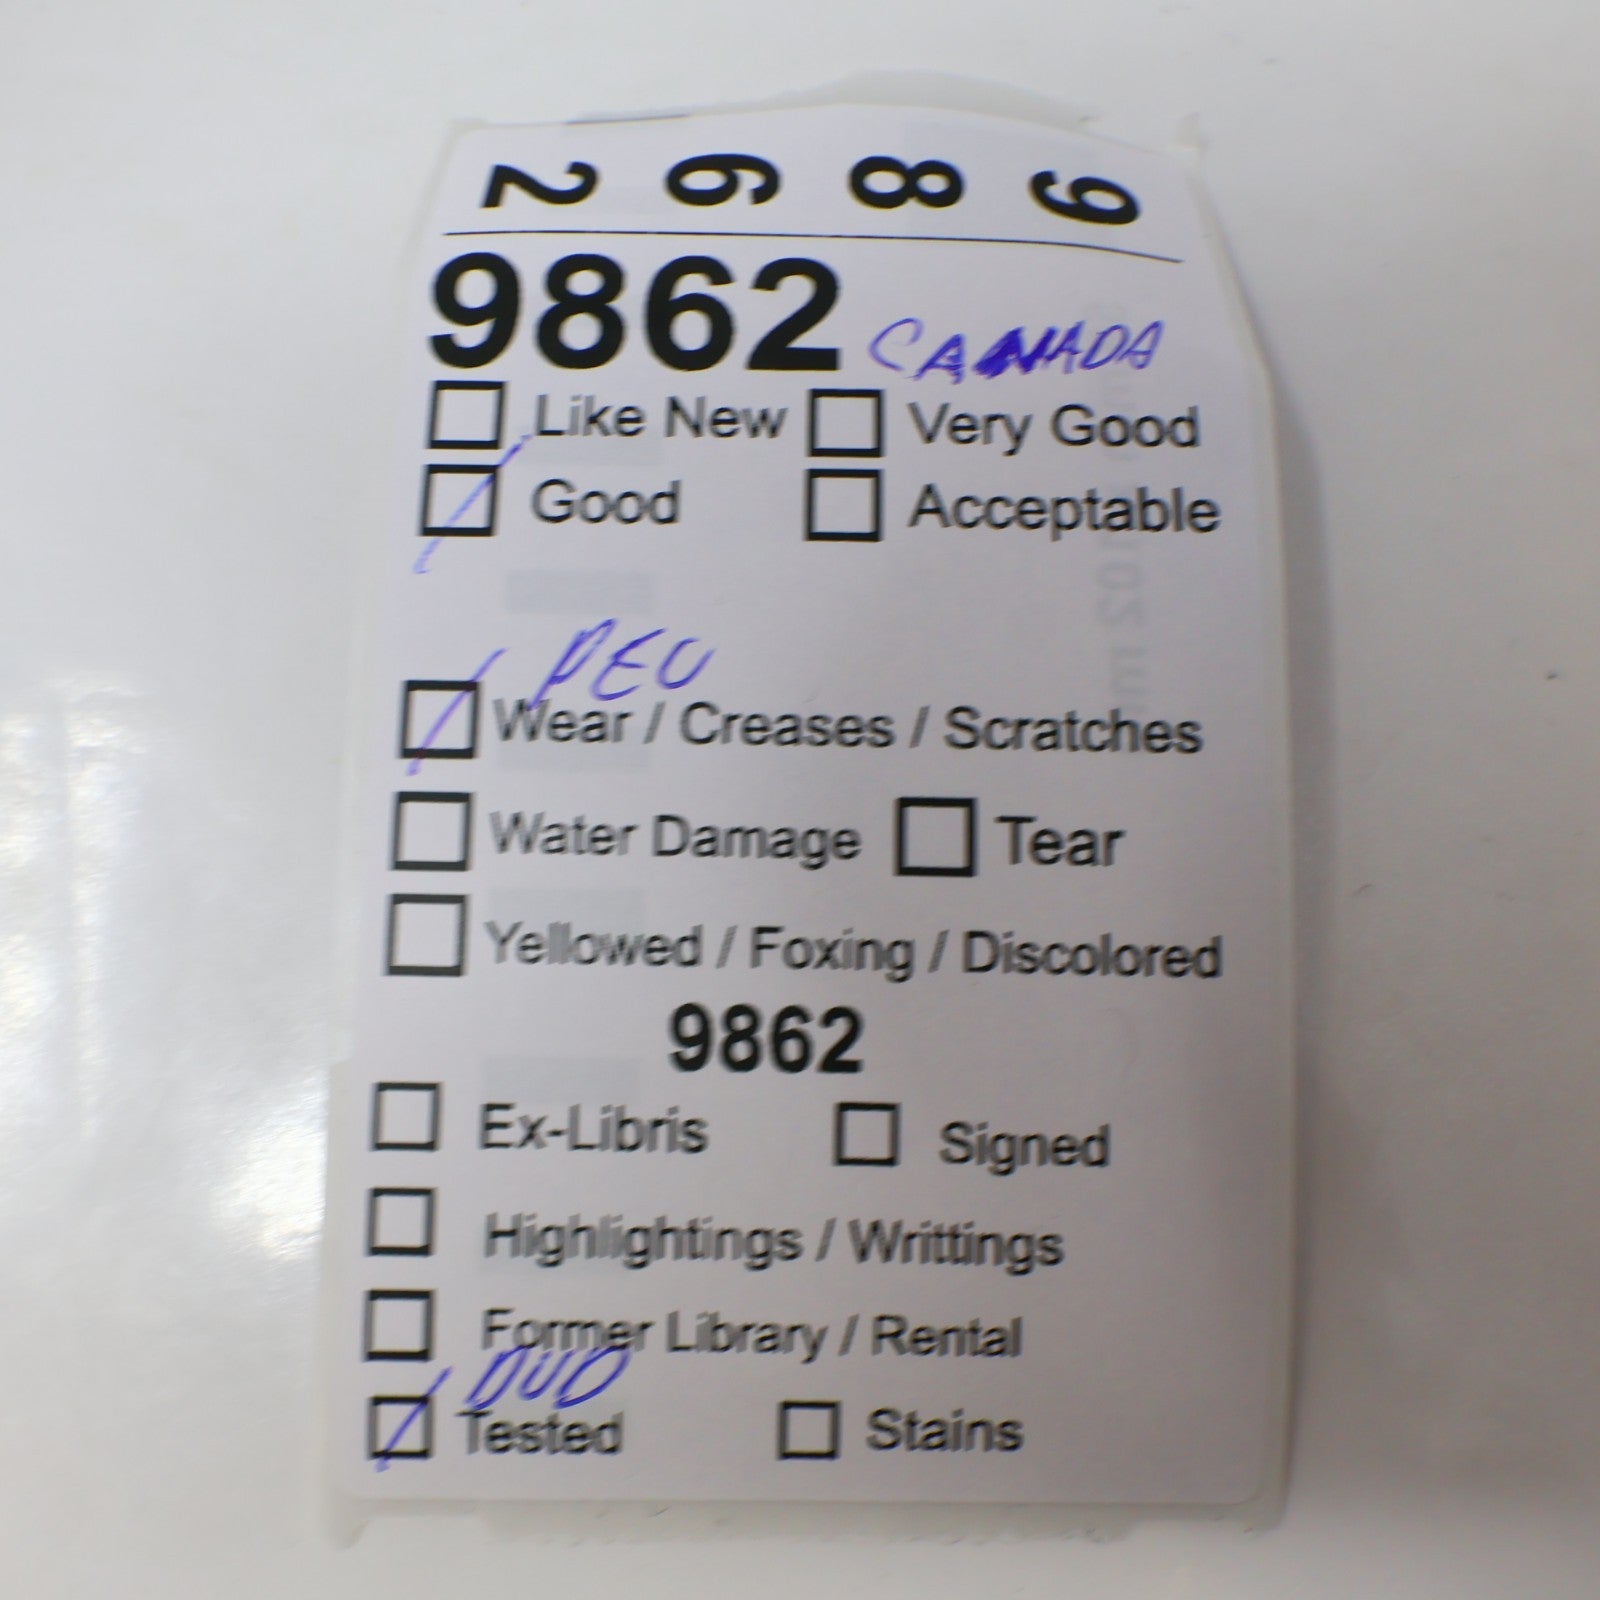 2 6 8 9
9862 CANADA
Like New Very Good
Good Acceptable
PEU
Wear / Creases / Scratches
Water Damage Tear
Yellowed / Foxing / Discolored
9862
Ex-Libris Signed
Highlightings / Writtings
Former Library / Rental
DVD
Tested Stains